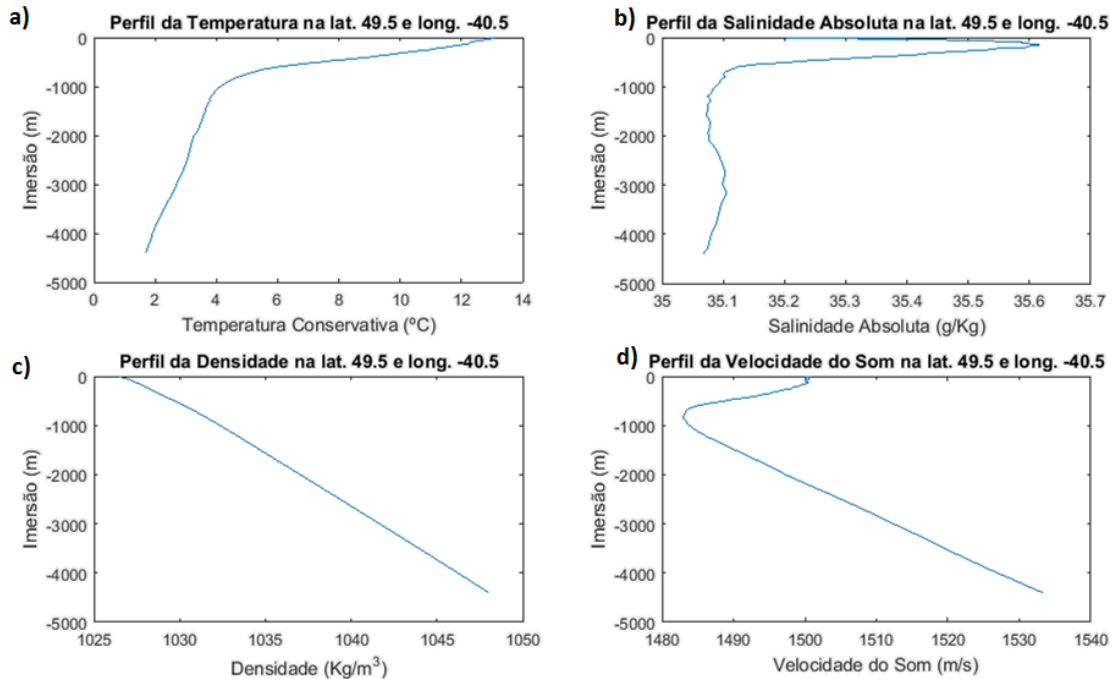 a)
Perfil da Temperatura na lat. 49.5 e long. -40.5
0
-1000
-2000
-3000
-4000
-5000
Imersão (m)
0 2 4 6 8 10 12 14
Temperatura Conservativa (ºC)
b)
Perfil da Salinidade Absoluta na lat. 49.5 e long. -40.5
0
-1000
-2000
-3000
-4000
-5000
Imersão (m)
35 35.1 35.2 35.3 35.4 35.5 35.6 35.7
Salinidade Absoluta (g/Kg)
c)
Perfil da Densidade na lat. 49.5 e long. -40.5
0
-1000
-2000
-3000
-4000
-5000
Imersão (m)
1025 1030 1035 1040 1045 1050
Densidade (Kg/m³)
d)
Perfil da Velocidade do Som na lat. 49.5 e long. -40.5
0
-1000
-2000
-3000
-4000
-5000
Imersão (m)
1480 1490 1500 1510 1520 1530 1540
Velocidade do Som (m/s)